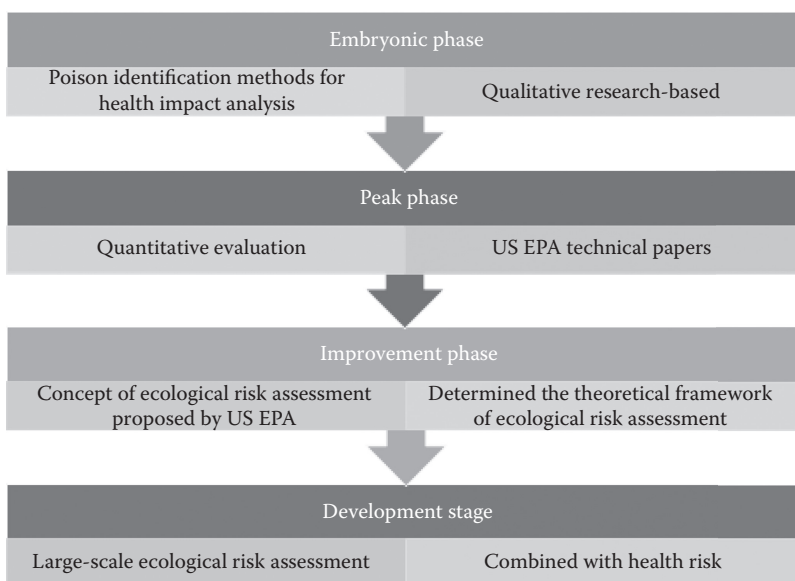 Embryonic phase
Poison identification methods for
health impact analysis
Qualitative research-based
Peak phase
Quantitative evaluation
US EPA technical papers
Improvement phase
Concept of ecological risk assessment
proposed by US EPA
Determined the theoretical framework
of ecological risk assessment
Development stage
Large-scale ecological risk assessment
Combined with health risk